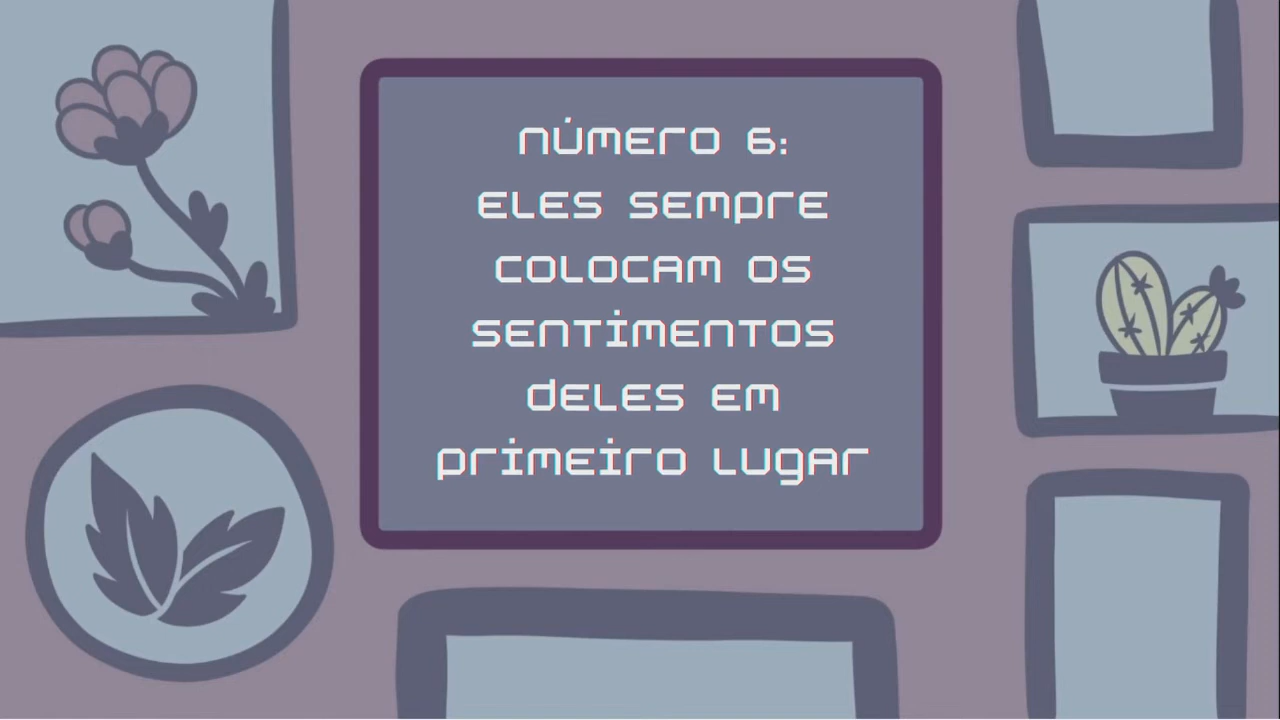 NÚMERO 6:
ELES SEMPRE
COLOCAM OS
SENTIMENTOS
DELES EM
PRIMEIRO LUGAR